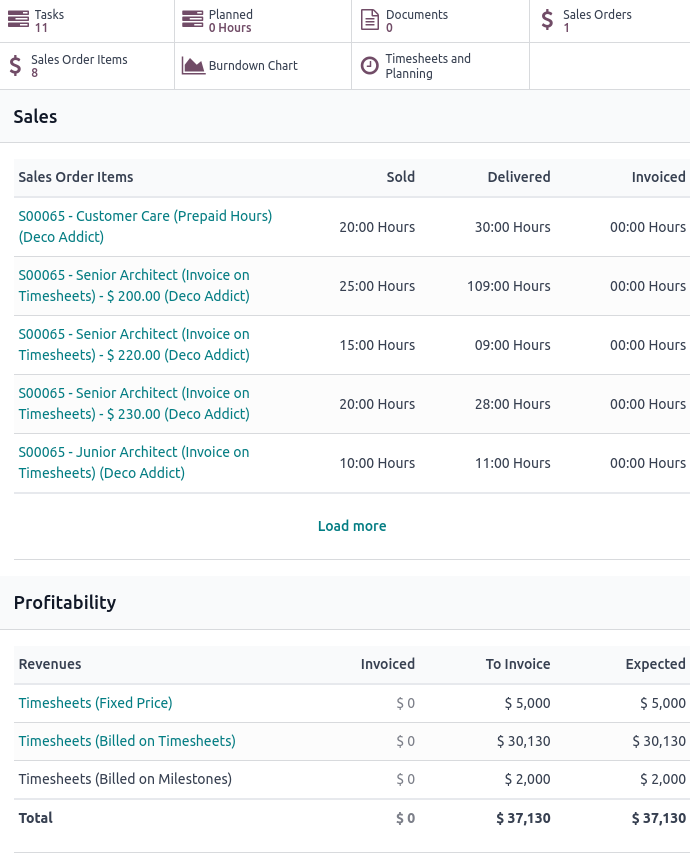 Tasks
11
Planned
0 Hours
Documents
0
Sales Orders
1
Sales Order Items
8
Burndown Chart
Timesheets and
Planning
Sales
Sales Order Items Sold Delivered Invoiced
S00065 - Customer Care (Prepaid Hours)
(Deco Addict)
20:00 Hours 30:00 Hours 00:00 Hours
S00065 - Senior Architect (Invoice on
Timesheets) - $ 200.00 (Deco Addict)
25:00 Hours 109:00 Hours 00:00 Hours
S00065 - Senior Architect (Invoice on
Timesheets) - $ 220.00 (Deco Addict)
15:00 Hours 09:00 Hours 00:00 Hours
S00065 - Senior Architect (Invoice on
Timesheets) - $ 230.00 (Deco Addict)
20:00 Hours 28:00 Hours 00:00 Hours
S00065 - Junior Architect (Invoice on
Timesheets) (Deco Addict)
10:00 Hours 11:00 Hours 00:00 Hours
Load more
Profitability
Revenues Invoiced To Invoice Expected
Timesheets (Fixed Price) $ 0 $ 5,000 $ 5,000
Timesheets (Billed on Timesheets) $ 0 $ 30,130 $ 30,130
Timesheets (Billed on Milestones) $ 0 $ 2,000 $ 2,000
Total $ 0 $ 37,130 $ 37,130